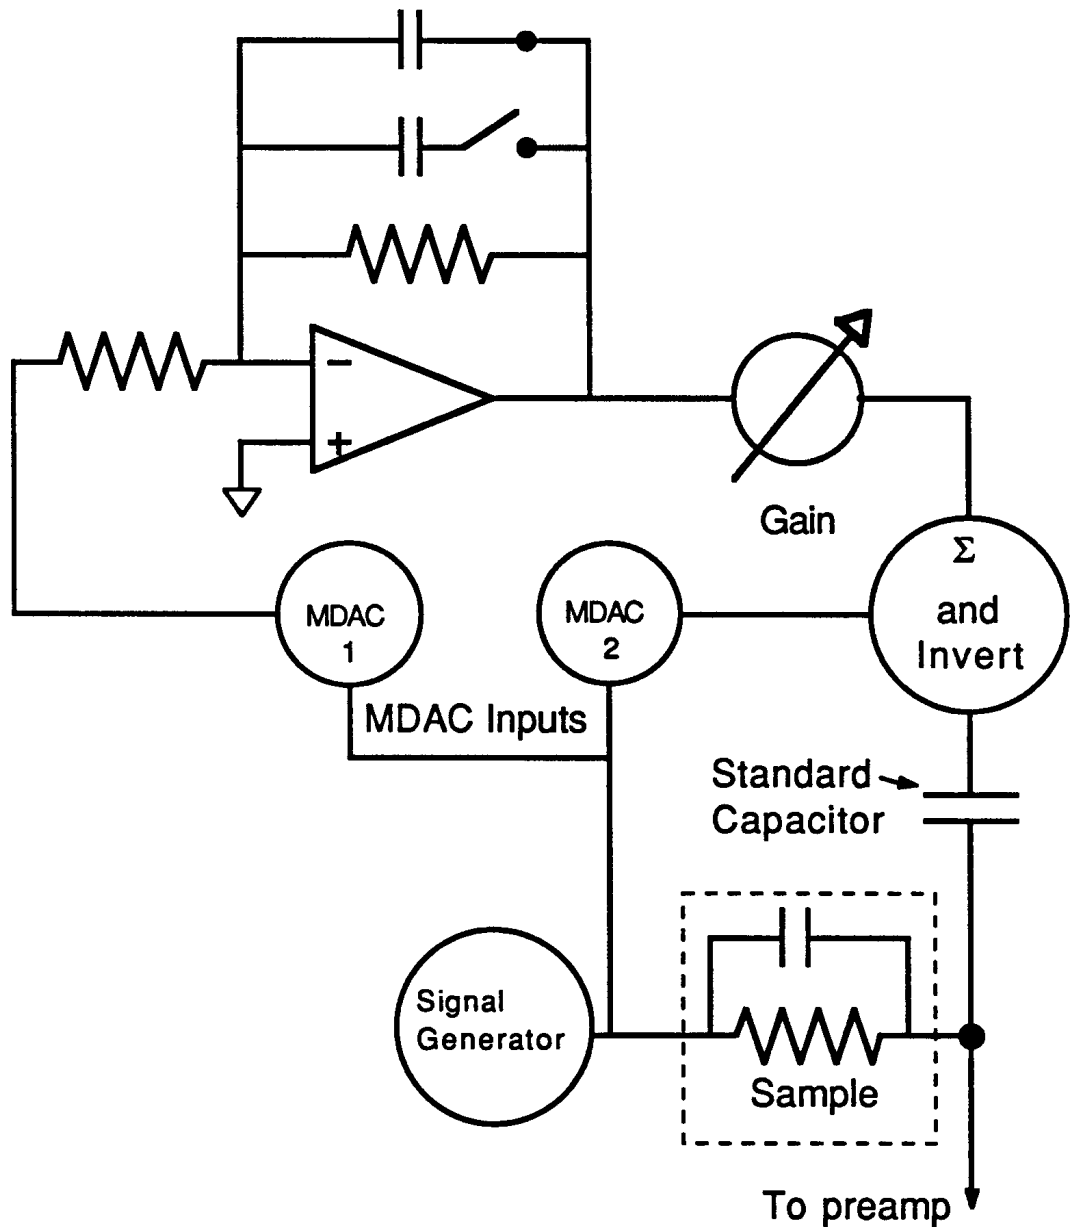 −
+
Gain
Σ
and
Invert
MDAC
1
MDAC
2
MDAC Inputs
Standard
Capacitor
Signal
Generator
Sample
To preamp